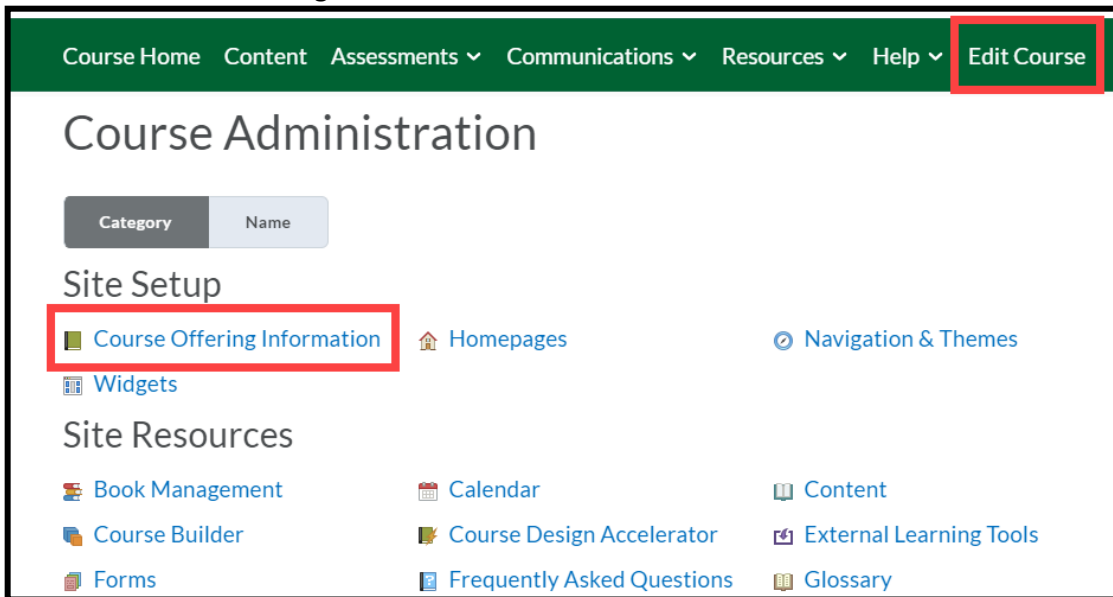 Course Home Content Assessments Communications Resources Help Edit Course
Course Administration
Category Name
Site Setup
Course Offering Information Homepages Navigation & Themes
Widgets
Site Resources
Book Management Calendar Content
Course Builder Course Design Accelerator External Learning Tools
Forms Frequently Asked Questions Glossary